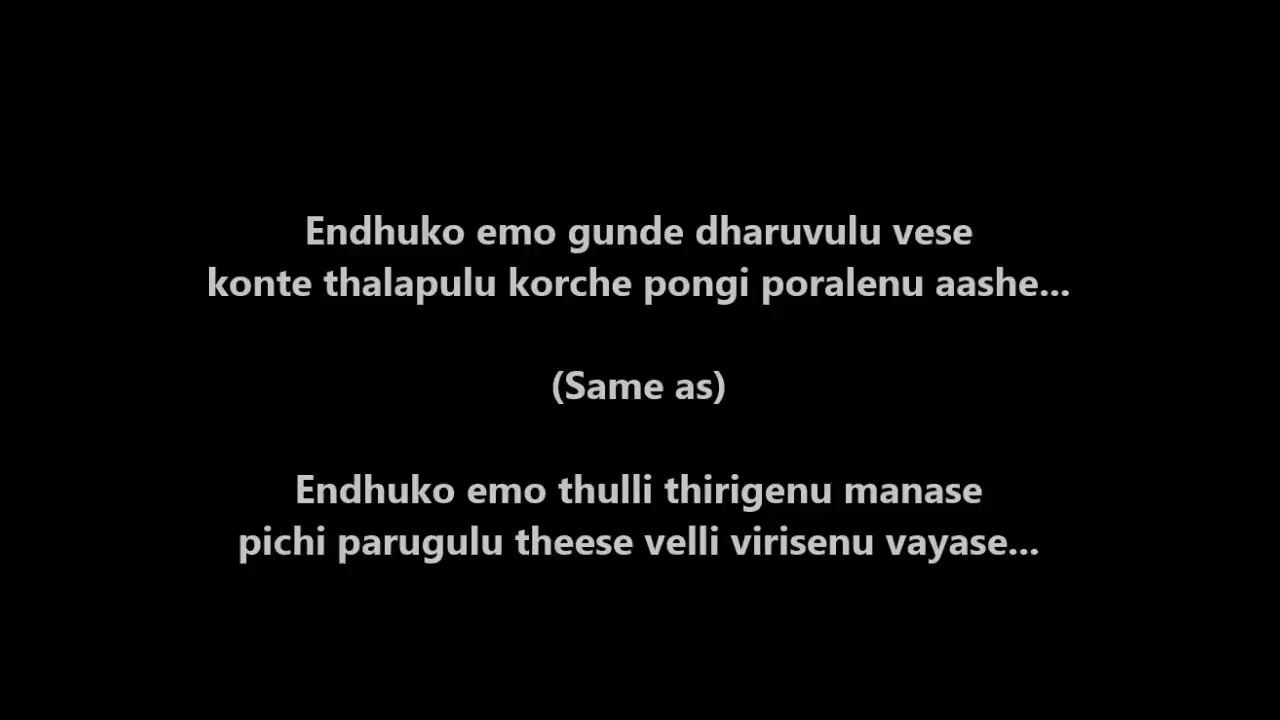 Endhuko emo gunde dharuvulu vese
konte thalapulu korche pongi poralenu aashe...
(Same as)
Endhuko emo thulli thirigenu manase
pichi parugulu theese velli virisenu vayase...